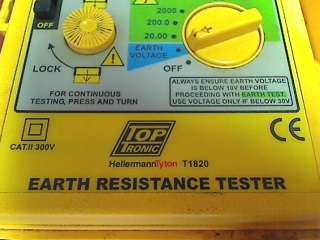 OFF
2000
200.0
20.00
EARTH
VOLTAGE
OFF
LOCK
FOR CONTINUOUS
TESTING, PRESS AND TURN
ALWAYS ENSURE EARTH VOLTAGE
IS BELOW 10V BEFORE
PROCEEDING WITH EARTH TEST.
USE VOLTAGE ONLY IF BELOW 30V
CAT.II 300V
TOP
TRONIC
CE
HellermannTyton T1820
EARTH RESISTANCE TESTER